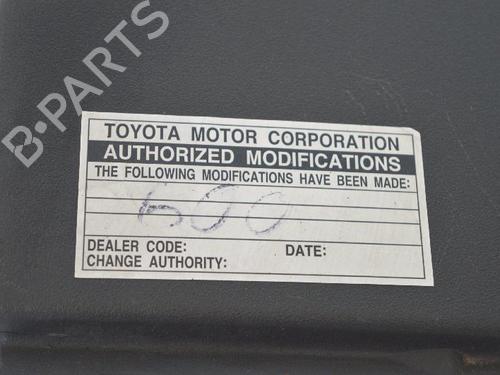 B-PARTS
TOYOTA MOTOR CORPORATION
AUTHORIZED MODIFICATIONS
THE FOLLOWING MODIFICATIONS HAVE BEEN MADE:
600
DEALER CODE: DATE:
CHANGE AUTHORITY: